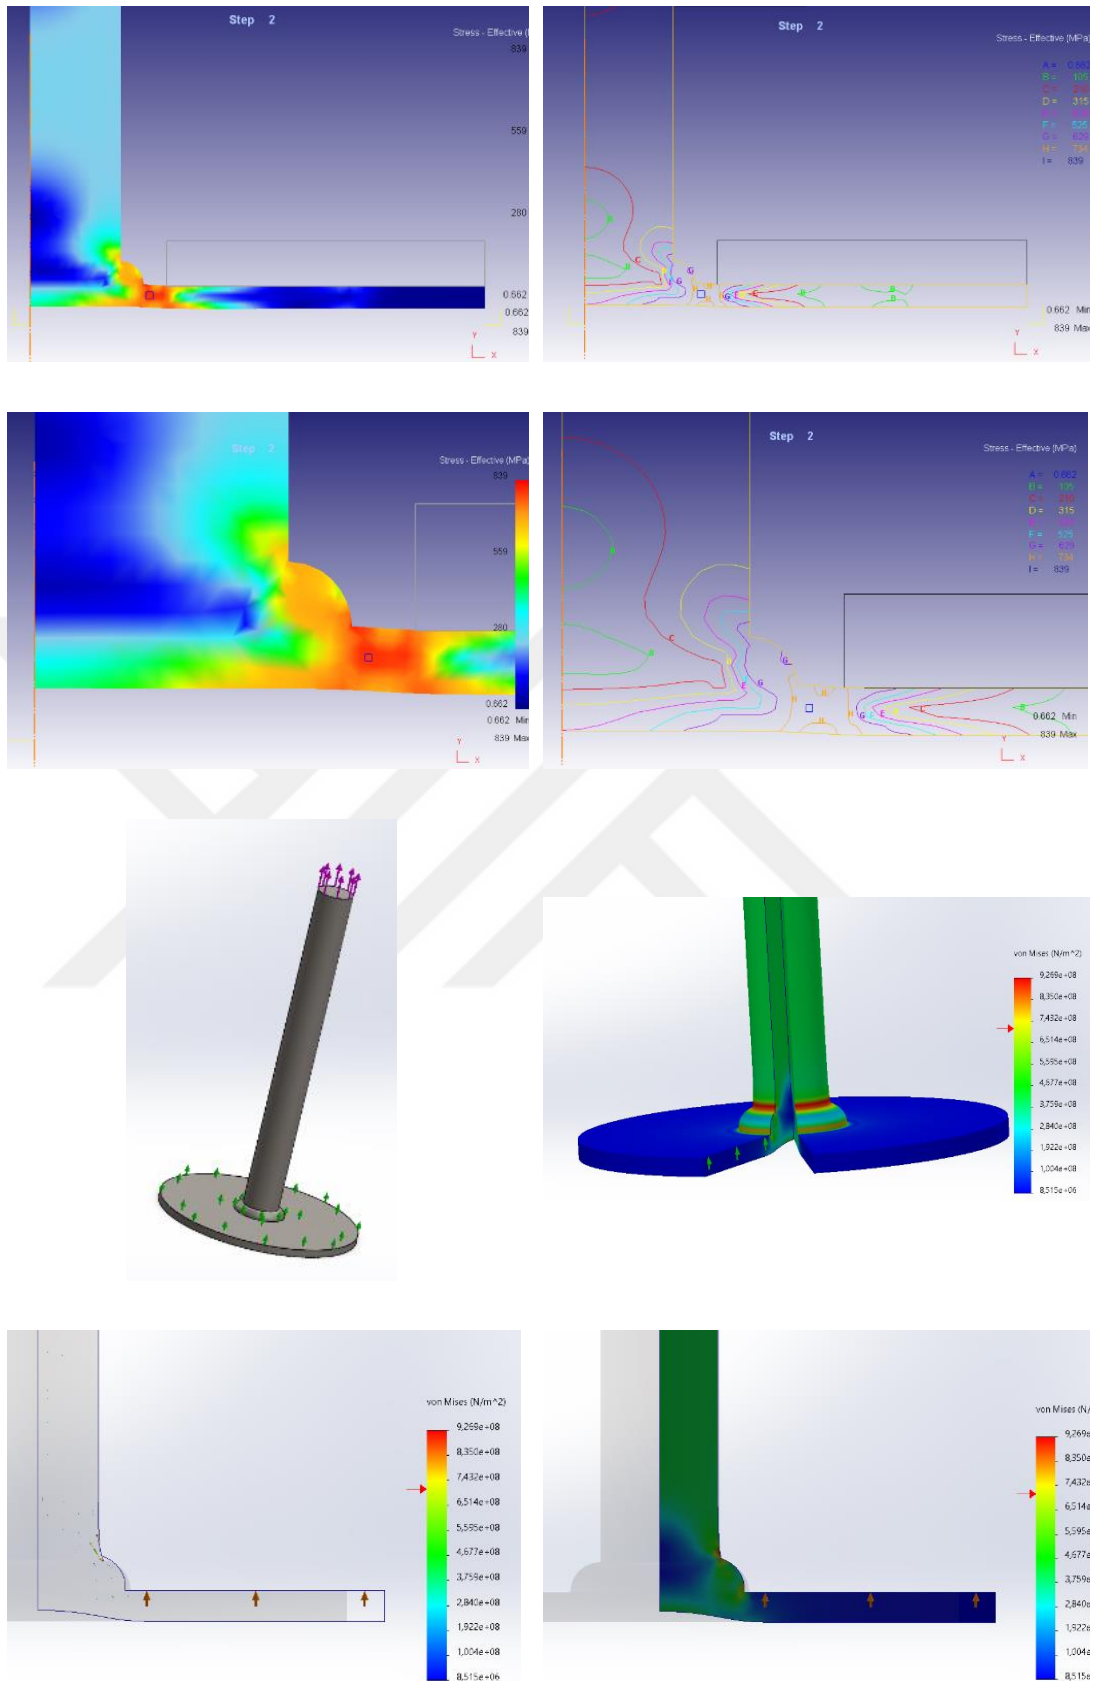 Step 2
Stress - Effective (
839
559
280
0.662
0.662
839
Y
X
Step 2
Stress - Effective (MPa)
A = 0.662
B = 105
C = 210
D = 315
F = 525
G = 629
H = 734
I = 839
B
C
B
D
G
F
G
H
H
G
E
C
B
B
B
0.662 Min
839 Max
Y
X
Step 2
Stress - Effective (MPa)
839
559
280
0.662
0.662 Min
839 Max
Y
X
Step 2
Stress - Effective (MPa)
A = 0.662
B = 105
C = 210
D = 315
F = 525
G = 629
H = 734
I = 839
B
C
B
D
E
G
G
H
H
H
G
E
C
B
0.662 Min
839 Max
Y
X
von Mises (N/m^2)
9,269e+08
8,350e+08
7,432e+08
6,514e+08
5,595e+08
4,677e+08
3,759e+08
2,840e+08
1,922e+08
1,004e+08
8,515e+06
von Mises (N/m^2)
9,269e+08
8,350e+08
7,432e+08
6,514e+08
5,595e+08
4,677e+08
3,759e+08
2,840e+08
1,922e+08
1,004e+08
8,515e+06
von Mises (N/
9,269e
8,350e
7,432e
6,514e
5,595e
4,677e
3,759e
2,840e
1,922e
1,004e
8,515e